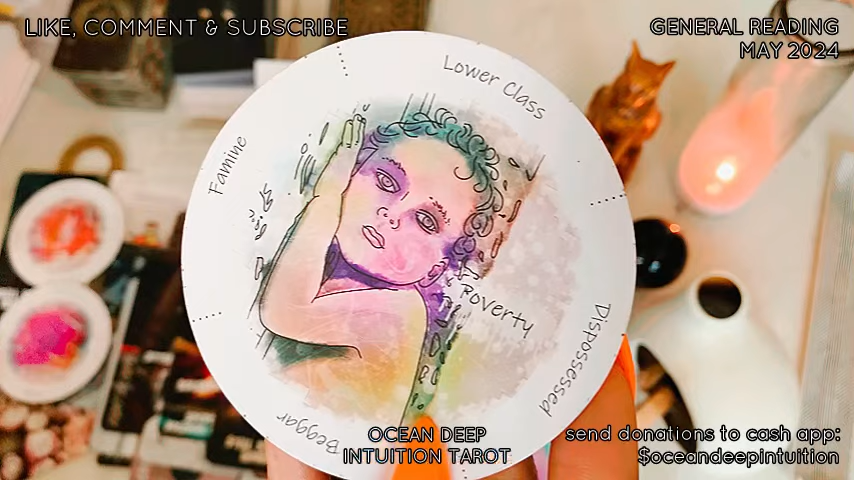 LIKE, COMMENT & SUBSCRIBE
GENERAL READING
MAY 2024
Lower Class
Famine
Poverty
Dispossessed
Beggar
OCEAN DEEP
INTUITION TAROT
send donations to cash app:
$oceandeepintuition